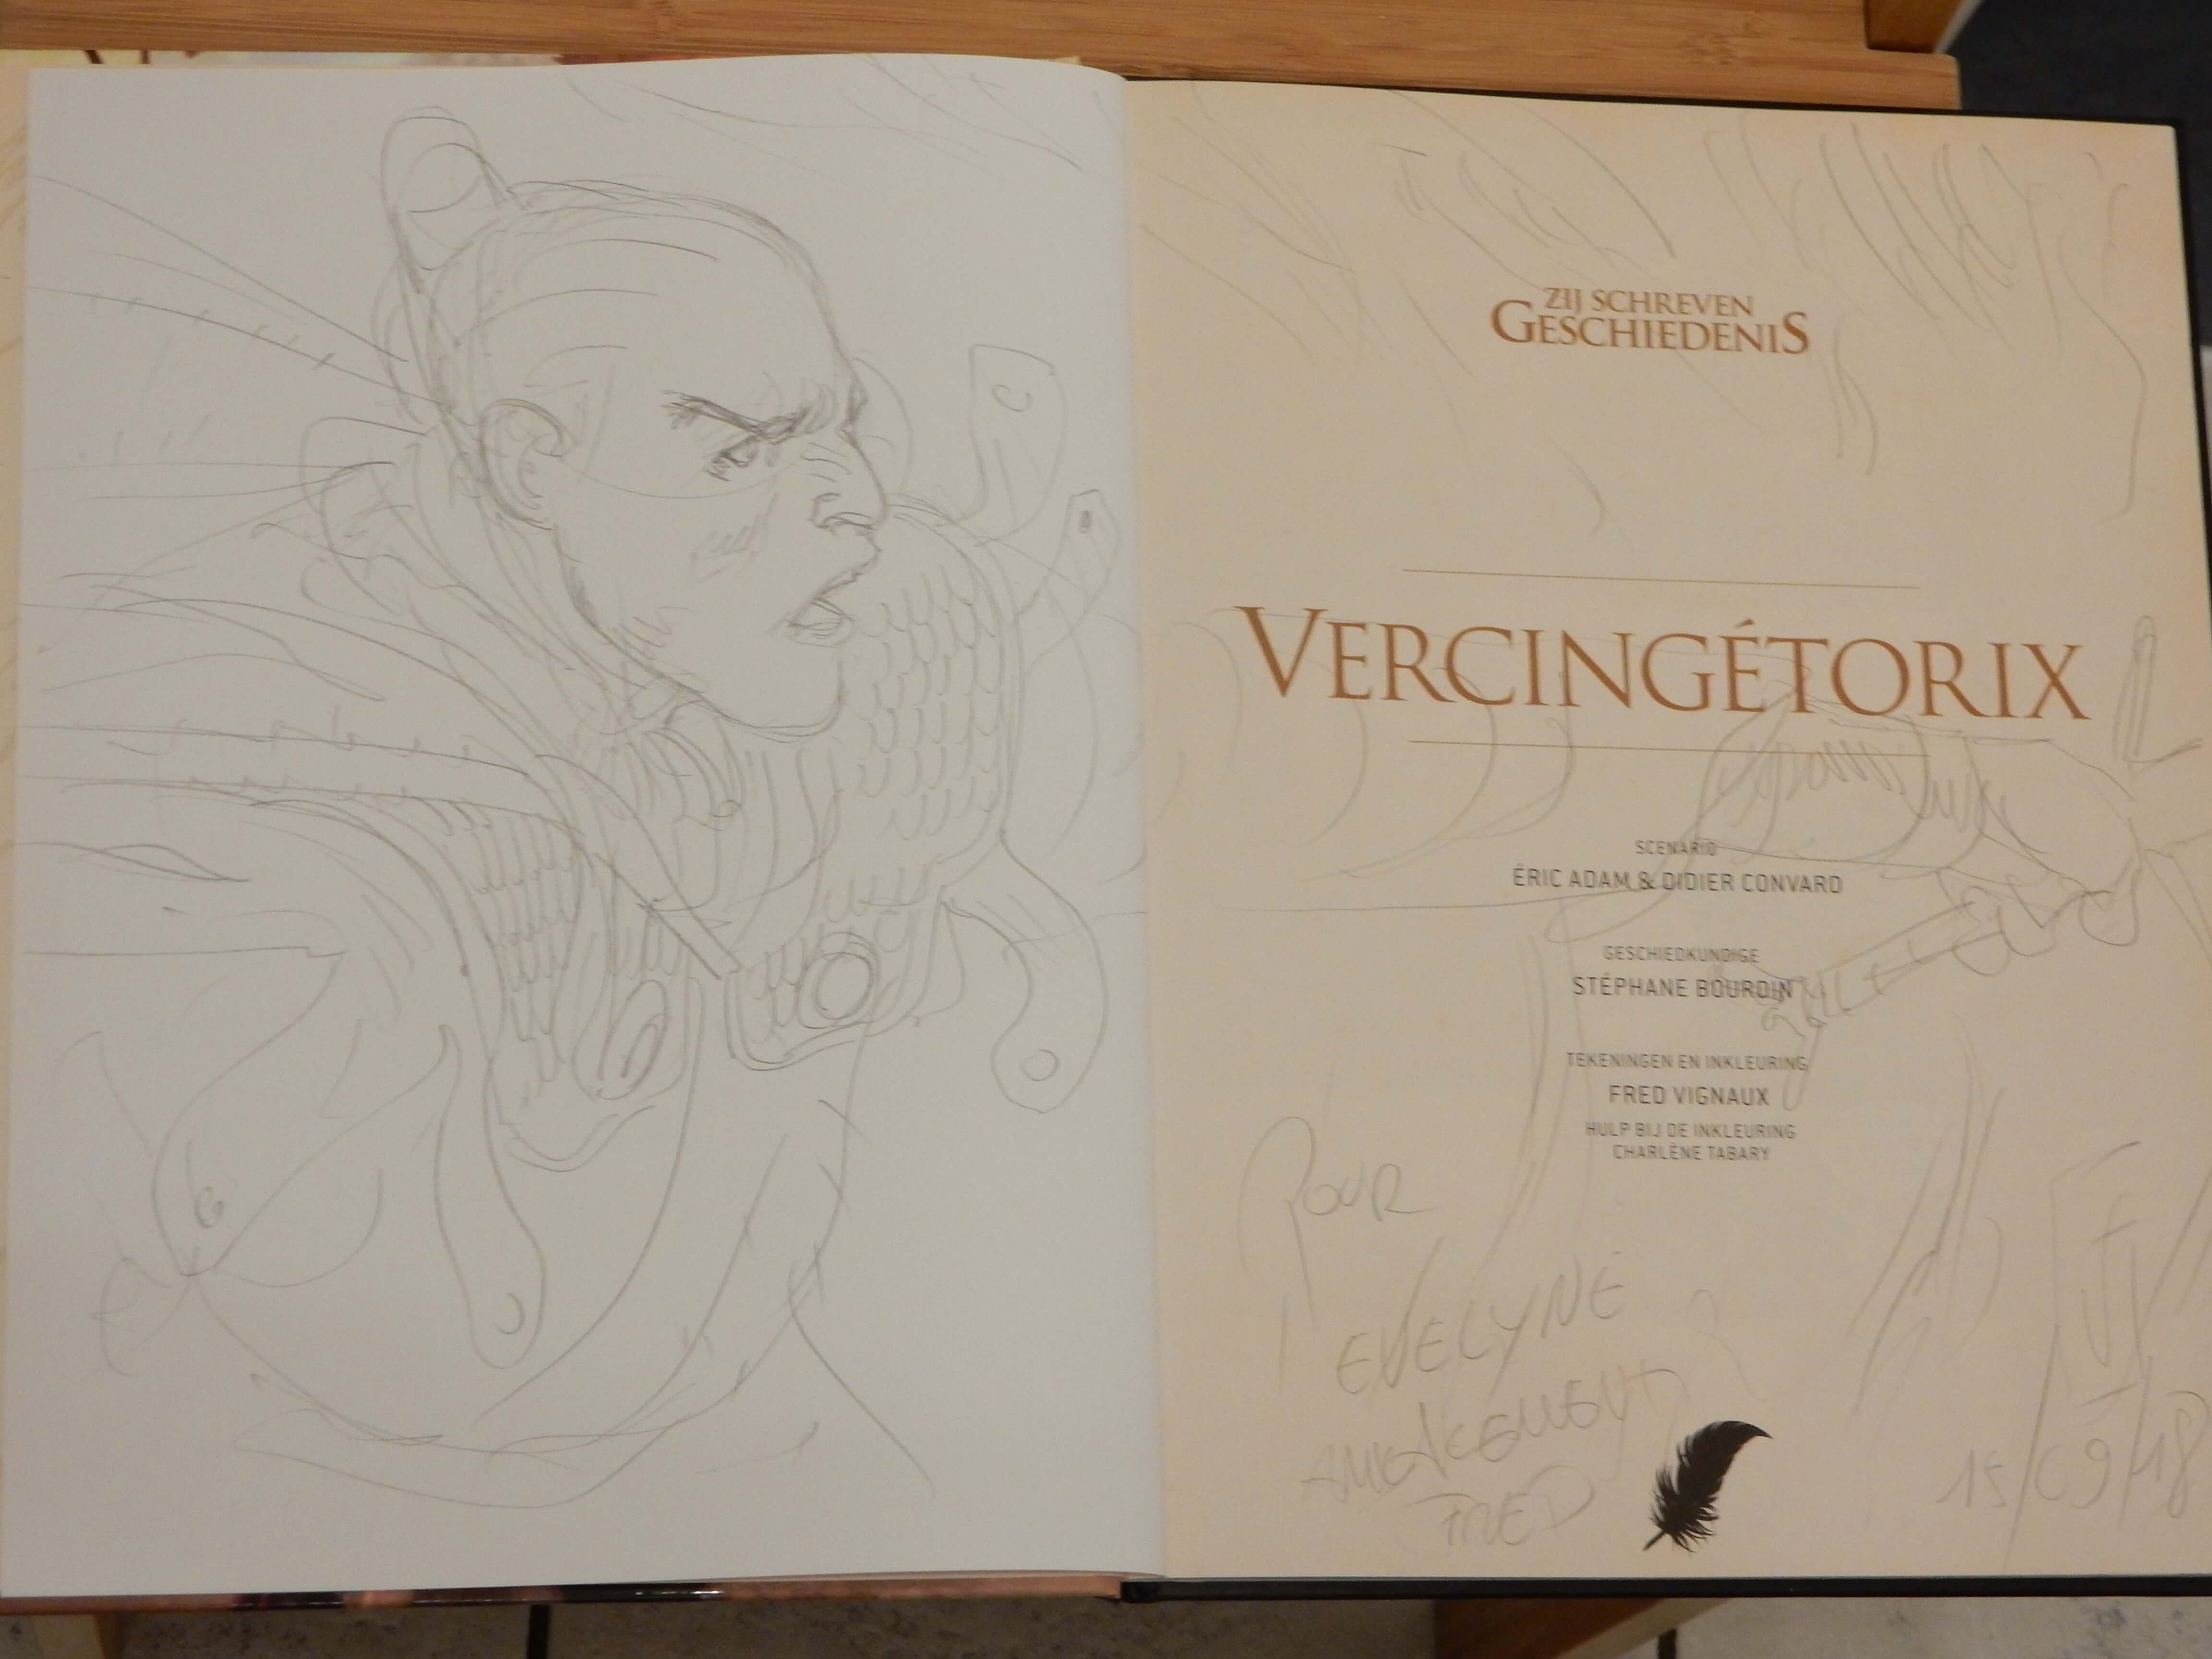 ZIJ SCHREVEN
GESCHIEDENIS
VERCINGÉTORIX
SCENARIO
ÉRIC ADAM & DIDIER CONVARD
GESCHIEDKUNDIGE
STÉPHANE BOURDIN
TEKENINGEN EN INKLEURING
FRED VIGNAUX
HULP BIJ DE INKLEURING
CHARLÈNE TABARY
POUR
EVELYNE
FRED
15/09/18